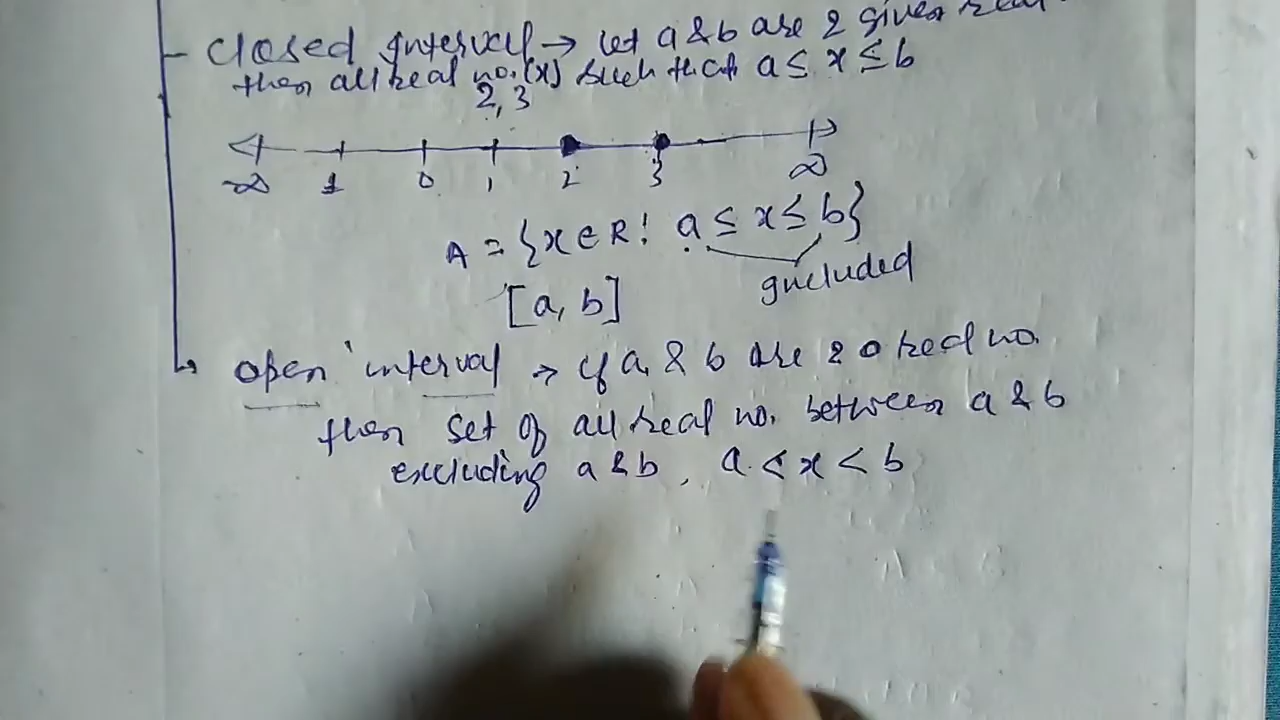 closed interval → let a & b are 2 given real
then all real no. (x) such that a ≤ x ≤ b
2, 3
-∞ 1 0 1 2 3 ∞
A = {x ∈ R ! a ≤ x ≤ b}
included
[a, b]
open interval → if a & b are 2 real no.
then set of all real no. between a & b
excluding a & b, a < x < b